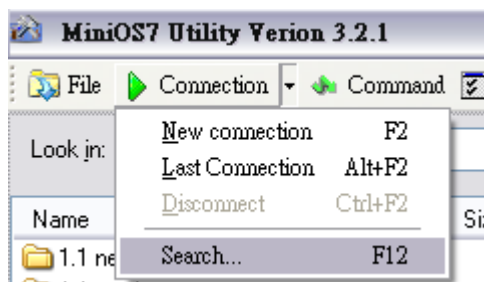 MiniOS7 Utility Verion 3.2.1
File Connection Command
New connection F2
Look in:
Last Connection Alt+F2
Disconnect Ctrl+F2
Name
Search... F12
1.1 ne